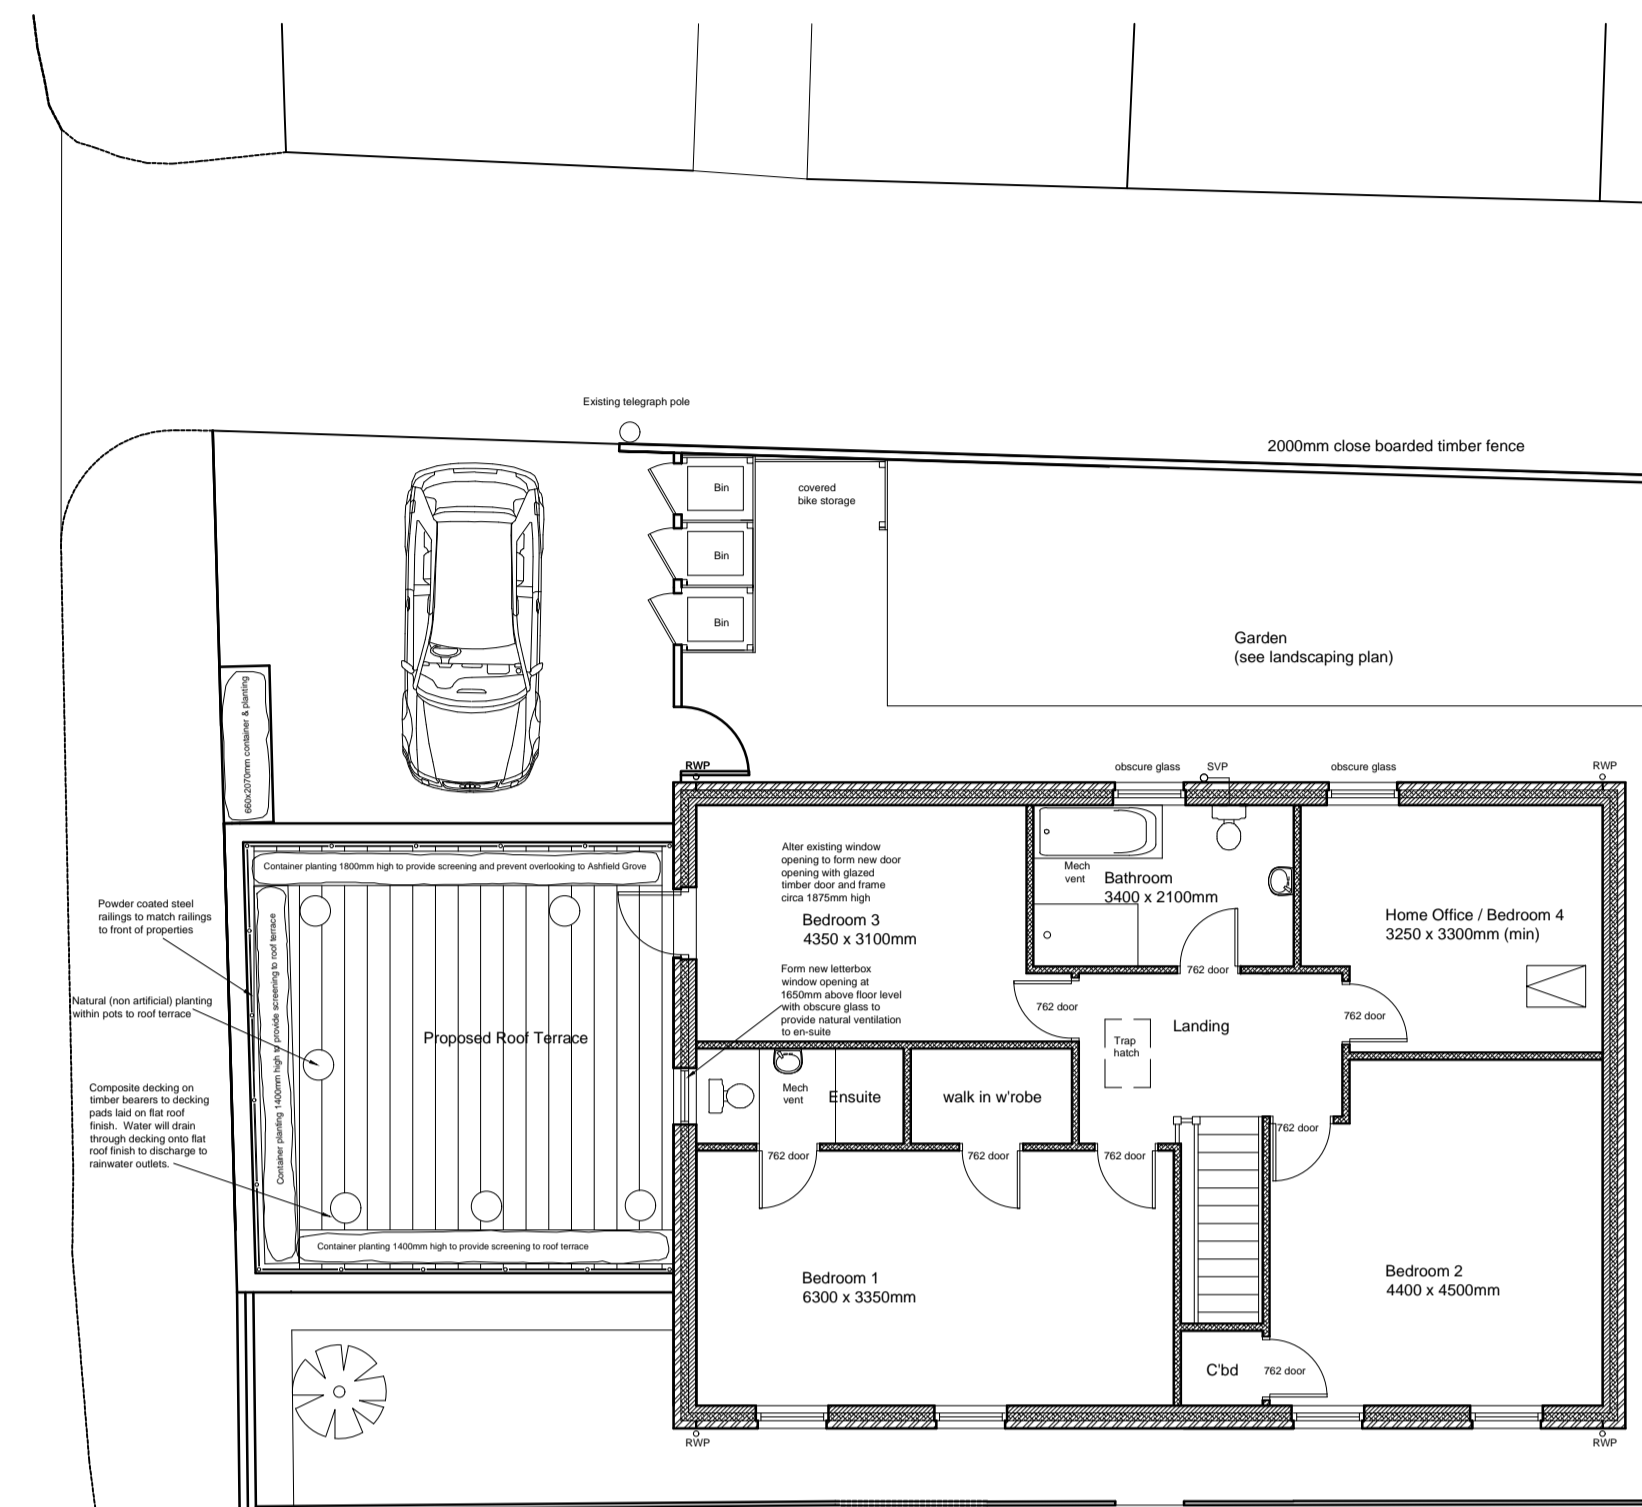 Existing telegraph pole
2000mm close boarded timber fence
Bin
covered
bike storage
Bin
Bin
Garden
(see landscaping plan)
660x2070mm container & planting
RWP
obscure glass
SVP
obscure glass
RWP
Container planting 1800mm high to provide screening and prevent overlooking to Ashfield Grove
Alter existing window
opening to form new door
opening with glazed
timber door and frame
circa 1875mm high
Bedroom 3
4350 x 3100mm
Mech
vent
Bathroom
3400 x 2100mm
Home Office / Bedroom 4
3250 x 3300mm (min)
Powder coated steel
railings to match railings
to front of properties
Container planting 1400mm high to provide screening to roof terrace
Form new letterbox
window opening at
1650mm above floor level
with obscure glass to
provide natural ventilation
to en-suite
762 door
762 door
762 door
Natural (non artificial) planting
within pots to roof terrace
Proposed Roof Terrace
Landing
Trap
hatch
Composite decking on
timber bearers to decking
pads laid on flat roof
finish. Water will drain
through decking onto flat
roof finish to discharge to
rainwater outlets.
Mech
vent
Ensuite
walk in w'robe
762 door
762 door
762 door
762 door
Container planting 1400mm high to provide screening to roof terrace
Bedroom 1
6300 x 3350mm
Bedroom 2
4400 x 4500mm
C'bd
762 door
RWP
RWP